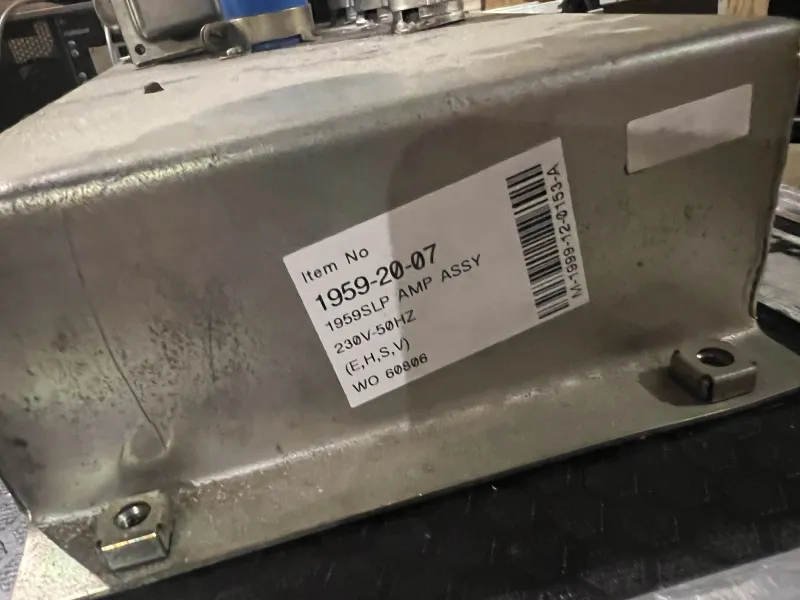 Item No
1959-20-07
1959SLP AMP ASSY
230V-50HZ
(E,H,S,V)
WO 60806
M-1999-12-0153-A